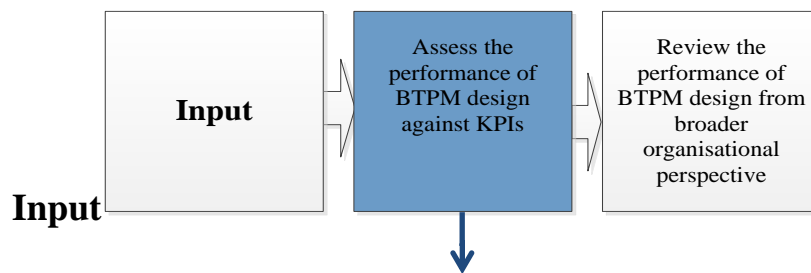 Input
Assess the
performance of
BTPM design
against KPIs
Review the
performance of
BTPM design from
broader
organisational
perspective
Input